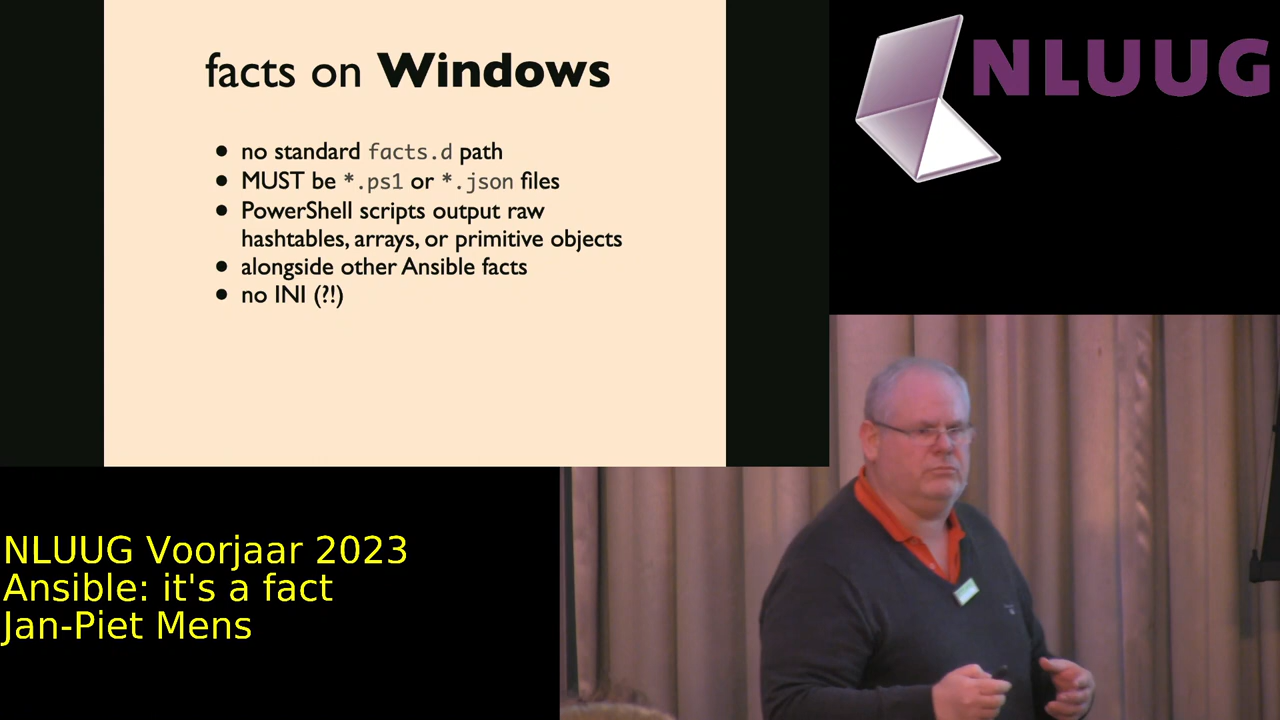 facts on Windows
● no standard facts.d path
● MUST be *.ps1 or *.json files
● PowerShell scripts output raw
hashtables, arrays, or primitive objects
● alongside other Ansible facts
● no INI (?!)
NLUUG
NLUUG Voorjaar 2023
Ansible: it's a fact
Jan-Piet Mens